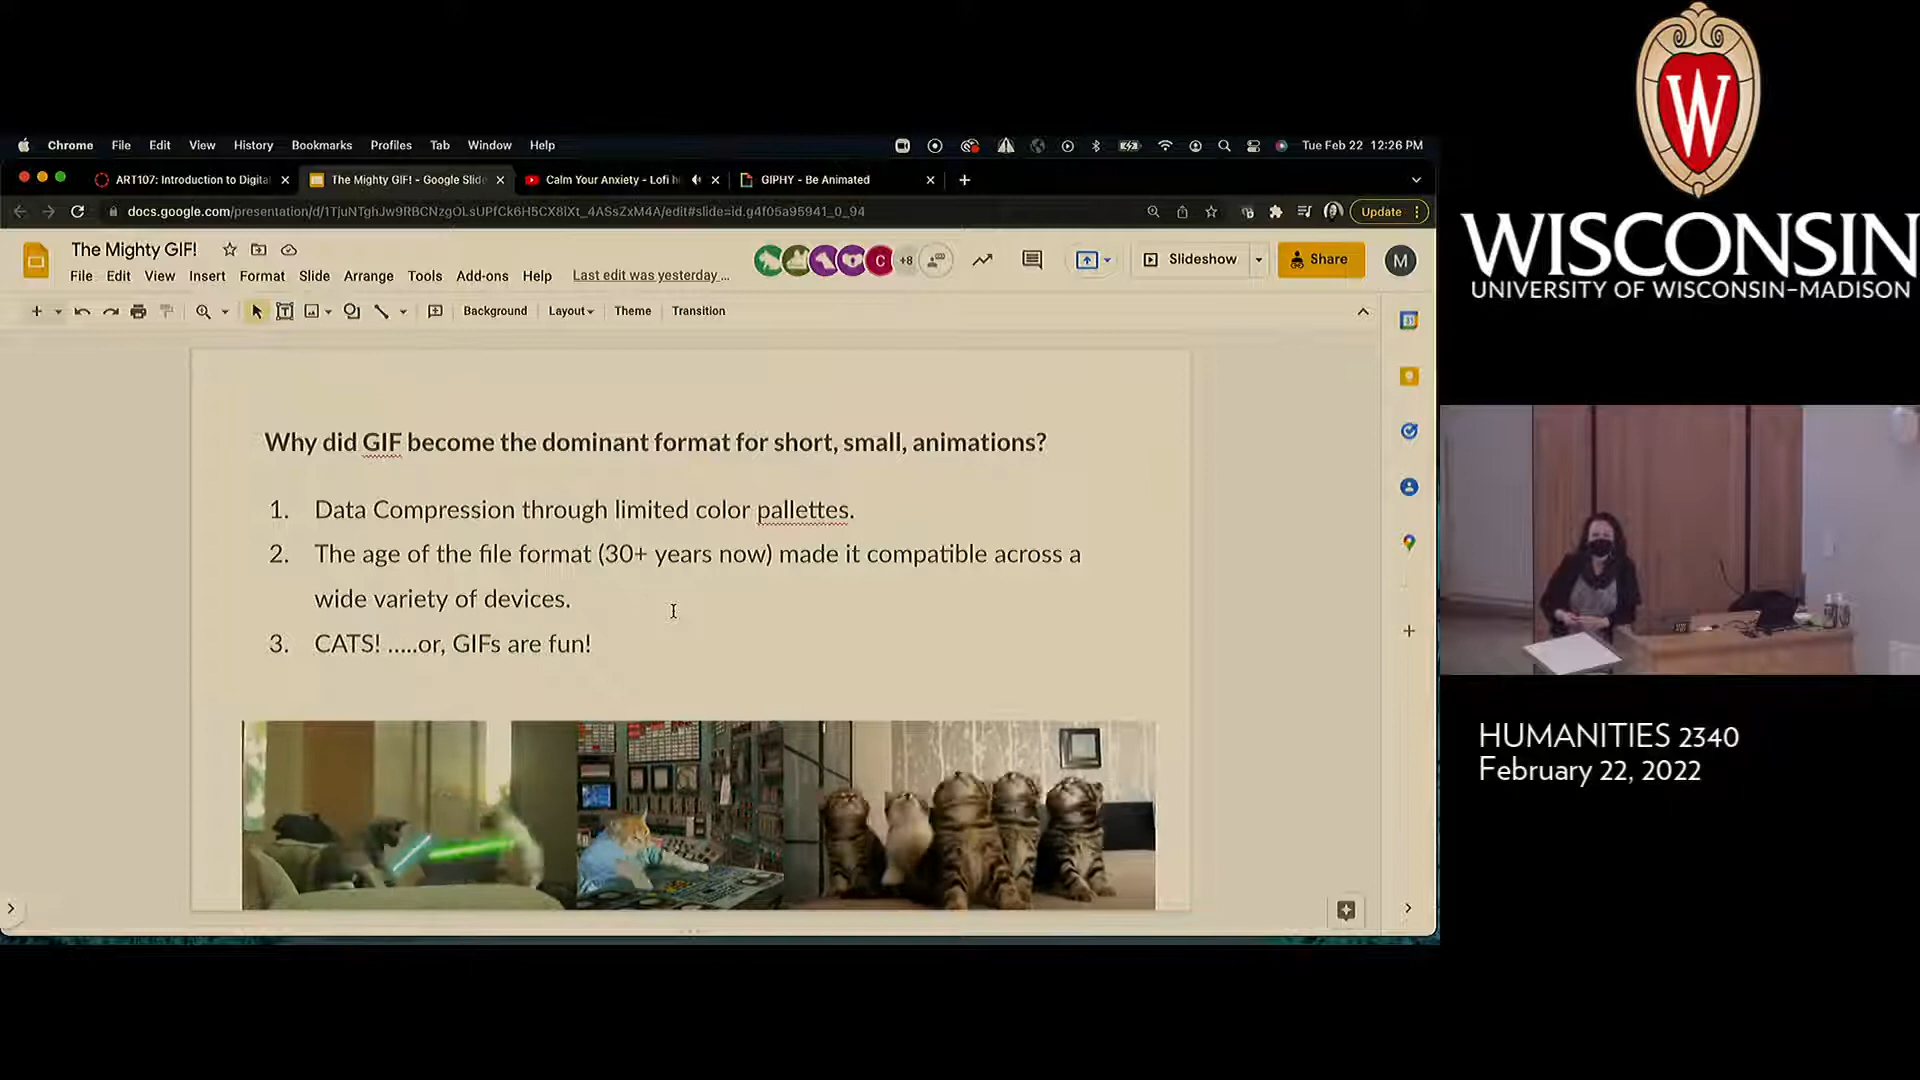 Chrome File Edit View History Bookmarks Profiles Tab Window Help Tue Feb 22 12:26 PM
ART107: Introduction to Digita The Mighty GIF! - Google Slide Calm Your Anxiety - Lofi h GIPHY - Be Animated
docs.google.com/presentation/d/1TjuNTghJw9RBCNzgOLsUPfCk6H5CX8lXt_4ASsZxM4A/edit#slide=id.g4f05a95941_0_94 Update
The Mighty GIF! C +8 Slideshow Share M
File Edit View Insert Format Slide Arrange Tools Add-ons Help Last edit was yesterday ...
Background Layout Theme Transition
Why did GIF become the dominant format for short, small, animations?
1. Data Compression through limited color pallettes.
2. The age of the file format (30+ years now) made it compatible across a
wide variety of devices.
3. CATS! .....or, GIFs are fun!
W
WISCONSIN
UNIVERSITY OF WISCONSIN–MADISON
HUMANITIES 2340
February 22, 2022